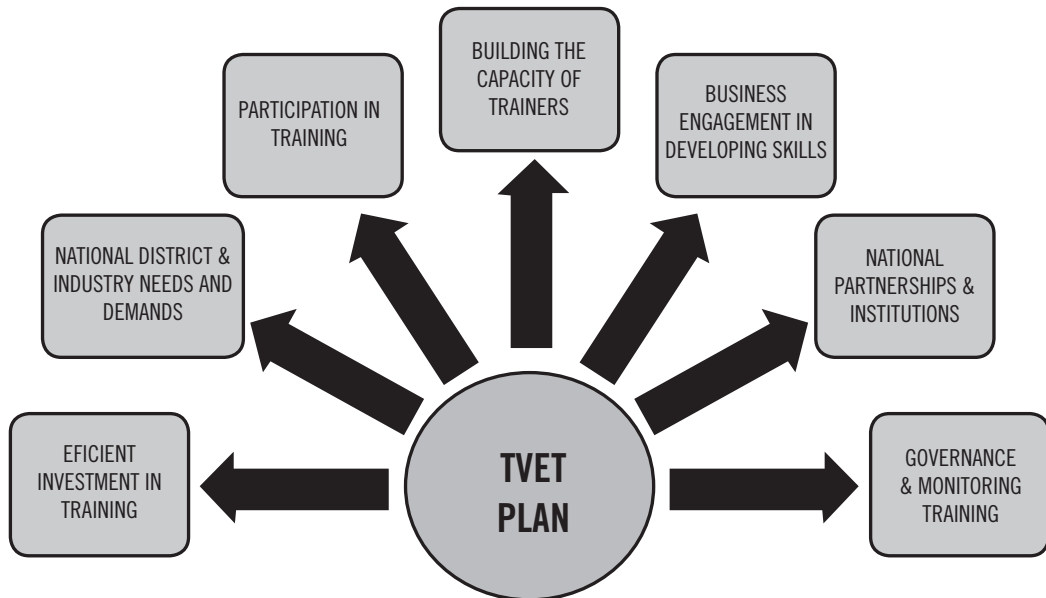 BUILDING THE
CAPACITY OF
TRAINERS
PARTICIPATION IN
TRAINING
BUSINESS
ENGAGEMENT IN
DEVELOPING SKILLS
NATIONAL DISTRICT &
INDUSTRY NEEDS AND
DEMANDS
NATIONAL
PARTNERSHIPS &
INSTITUTIONS
EFICIENT
INVESTMENT IN
TRAINING
TVET
PLAN
GOVERNANCE
& MONITORING
TRAINING